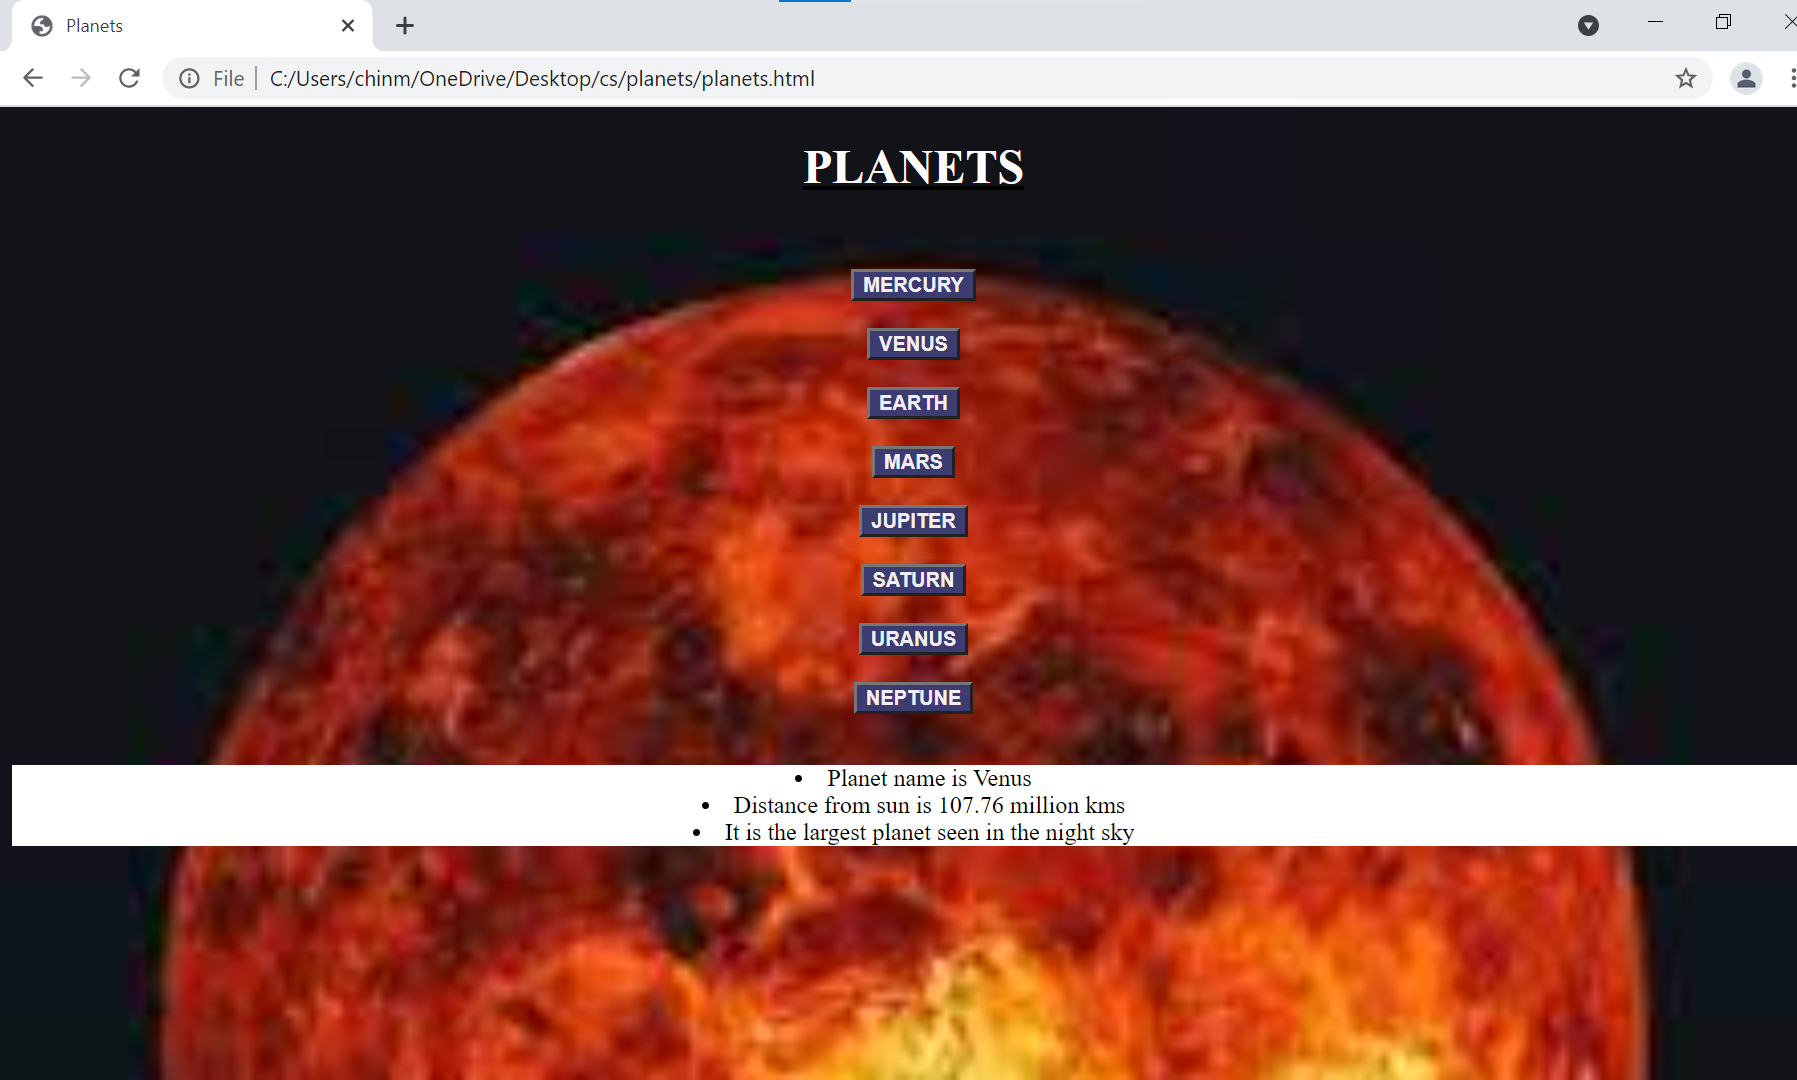 Planets
File C:/Users/chinm/OneDrive/Desktop/cs/planets/planets.html
PLANETS
MERCURY
VENUS
EARTH
MARS
JUPITER
SATURN
URANUS
NEPTUNE
• Planet name is Venus
• Distance from sun is 107.76 million kms
• It is the largest planet seen in the night sky